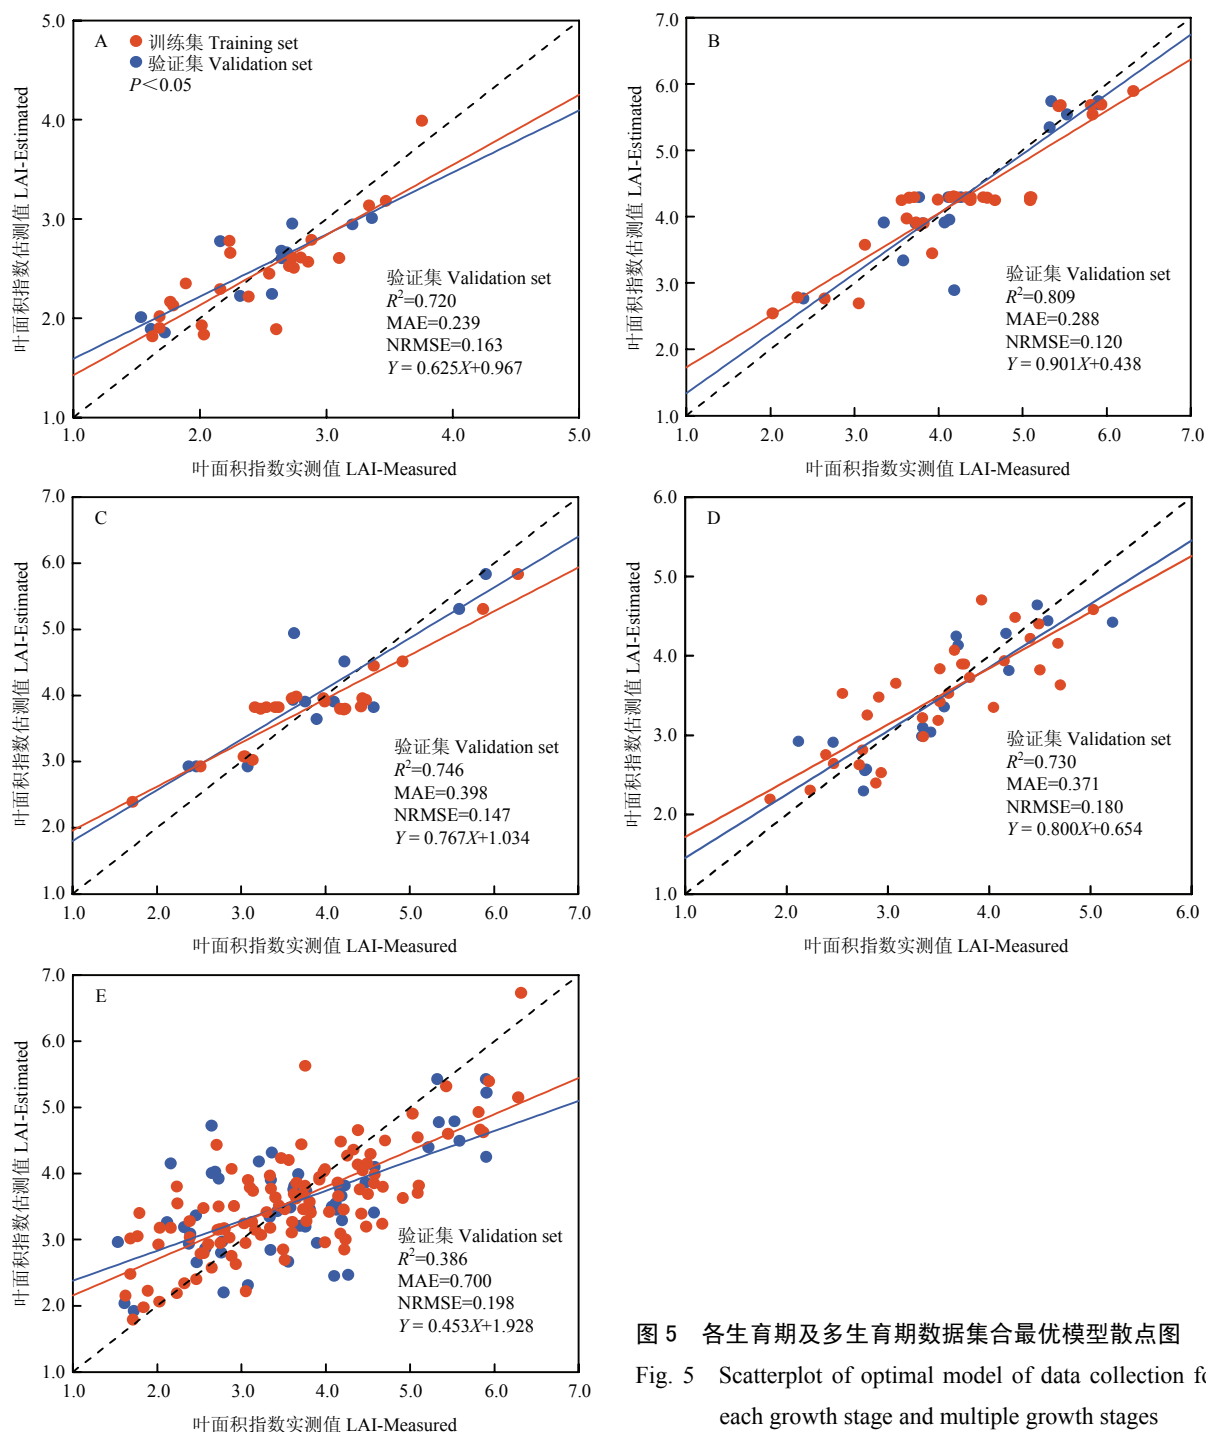 A
训练集 Training set
验证集 Validation set
P＜0.05
5.0
4.0
3.0
2.0
1.0
叶面积指数估测值 LAI-Estimated
验证集 Validation set
R²=0.720
MAE=0.239
NRMSE=0.163
Y = 0.625X+0.967
1.0 2.0 3.0 4.0 5.0
叶面积指数实测值 LAI-Measured
B
7.0
6.0
5.0
4.0
3.0
2.0
1.0
叶面积指数估测值 LAI-Estimated
验证集 Validation set
R²=0.809
MAE=0.288
NRMSE=0.120
Y = 0.901X+0.438
1.0 2.0 3.0 4.0 5.0 6.0 7.0
叶面积指数实测值 LAI-Measured
C
7.0
6.0
5.0
4.0
3.0
2.0
1.0
叶面积指数估测值 LAI-Estimated
验证集 Validation set
R²=0.746
MAE=0.398
NRMSE=0.147
Y = 0.767X+1.034
1.0 2.0 3.0 4.0 5.0 6.0 7.0
叶面积指数实测值 LAI-Measured
D
6.0
5.0
4.0
3.0
2.0
1.0
叶面积指数估测值 LAI-Estimated
验证集 Validation set
R²=0.730
MAE=0.371
NRMSE=0.180
Y = 0.800X+0.654
1.0 2.0 3.0 4.0 5.0 6.0
叶面积指数实测值 LAI-Measured
E
7.0
6.0
5.0
4.0
3.0
2.0
1.0
叶面积指数估测值 LAI-Estimated
验证集 Validation set
R²=0.386
MAE=0.700
NRMSE=0.198
Y = 0.453X+1.928
1.0 2.0 3.0 4.0 5.0 6.0 7.0
叶面积指数实测值 LAI-Measured
图 5 各生育期及多生育期数据集合最优模型散点图
Fig. 5 Scatterplot of optimal model of data collection
each growth stage and multiple growth stages